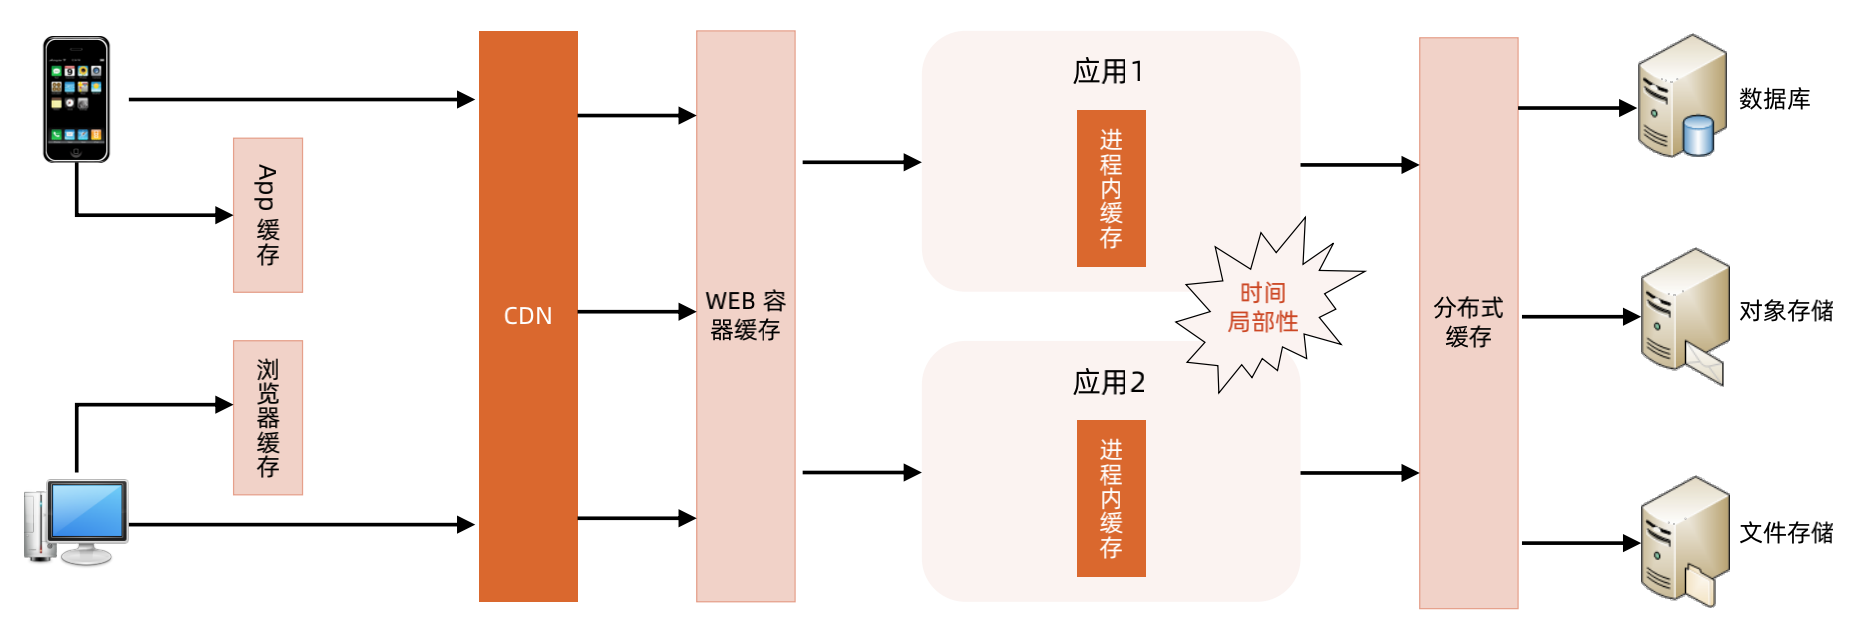 App 缓存
浏览器缓存
CDN
WEB 容
器缓存
应用1
进程内缓存
时间
局部性
应用2
进程内缓存
分布式
缓存
数据库
对象存储
文件存储